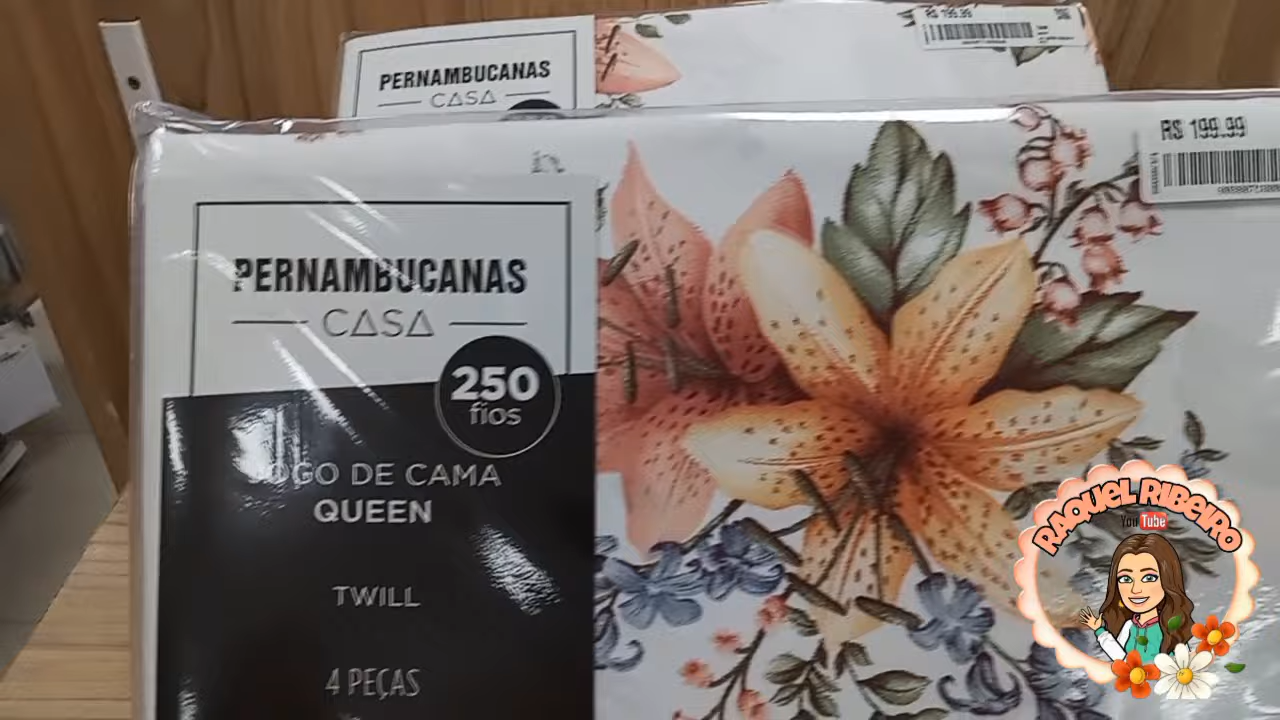 PERNAMBUCANAS
CASA
R$ 199.99
R$ 199.99
PERNAMBUCANAS
CASA
250
fios
JOGO DE CAMA
QUEEN
TWILL
4 PEÇAS
RAQUEL RIBEIRO
YouTube